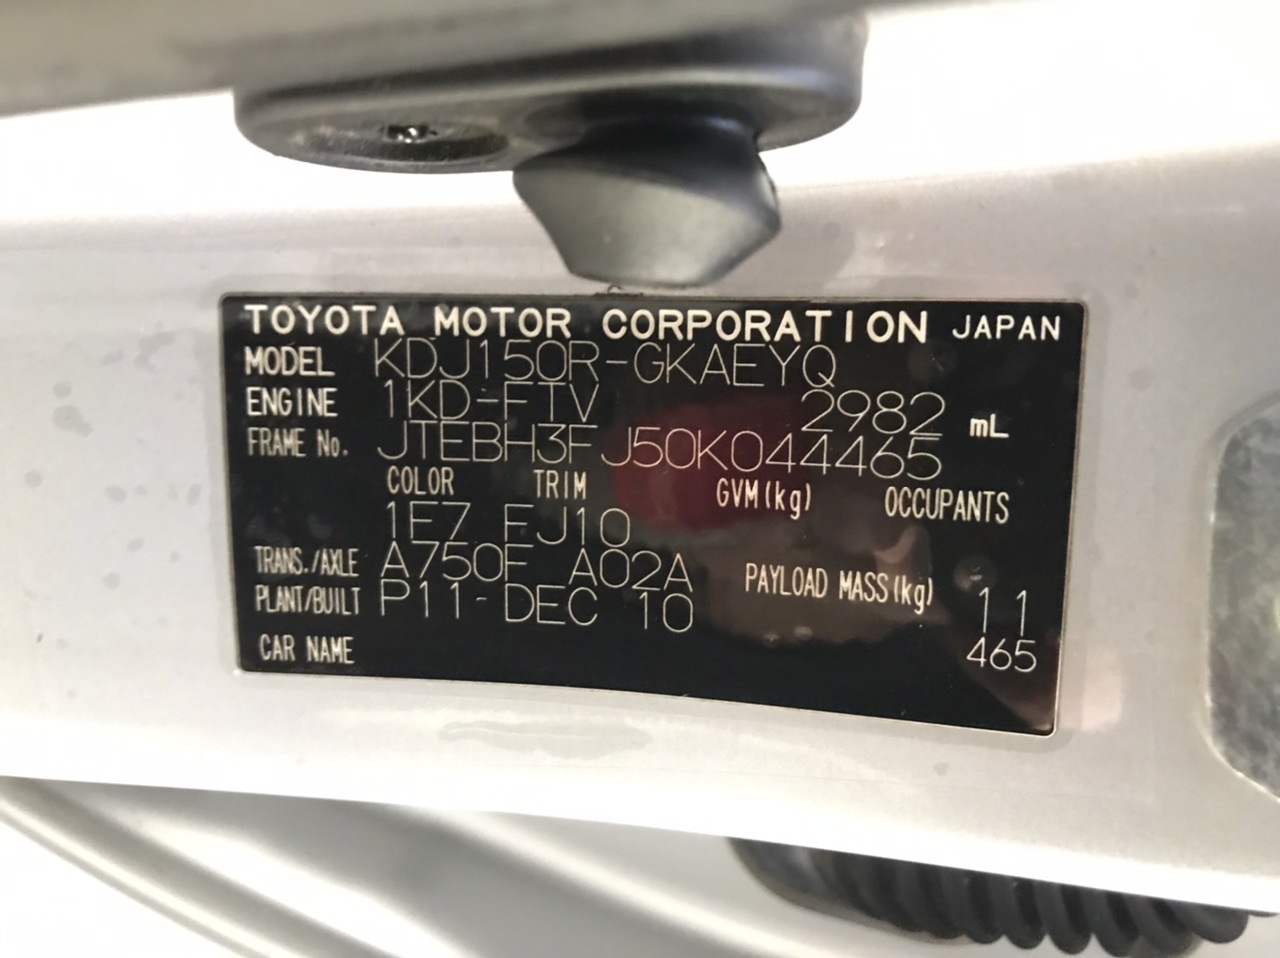 TOYOTA MOTOR CORPORATION JAPAN
MODEL KDJ150R-GKAEYQ
ENGINE 1KD-FTV 2982 mL
FRAME No. JTEBH3FJ50K044465
COLOR TRIM GVM(kg) OCCUPANTS
1E7 FJ10
TRANS./AXLE A750F A02A
PAYLOAD MASS(kg)
PLANT/BUILT P11-DEC 10 11
CAR NAME 465